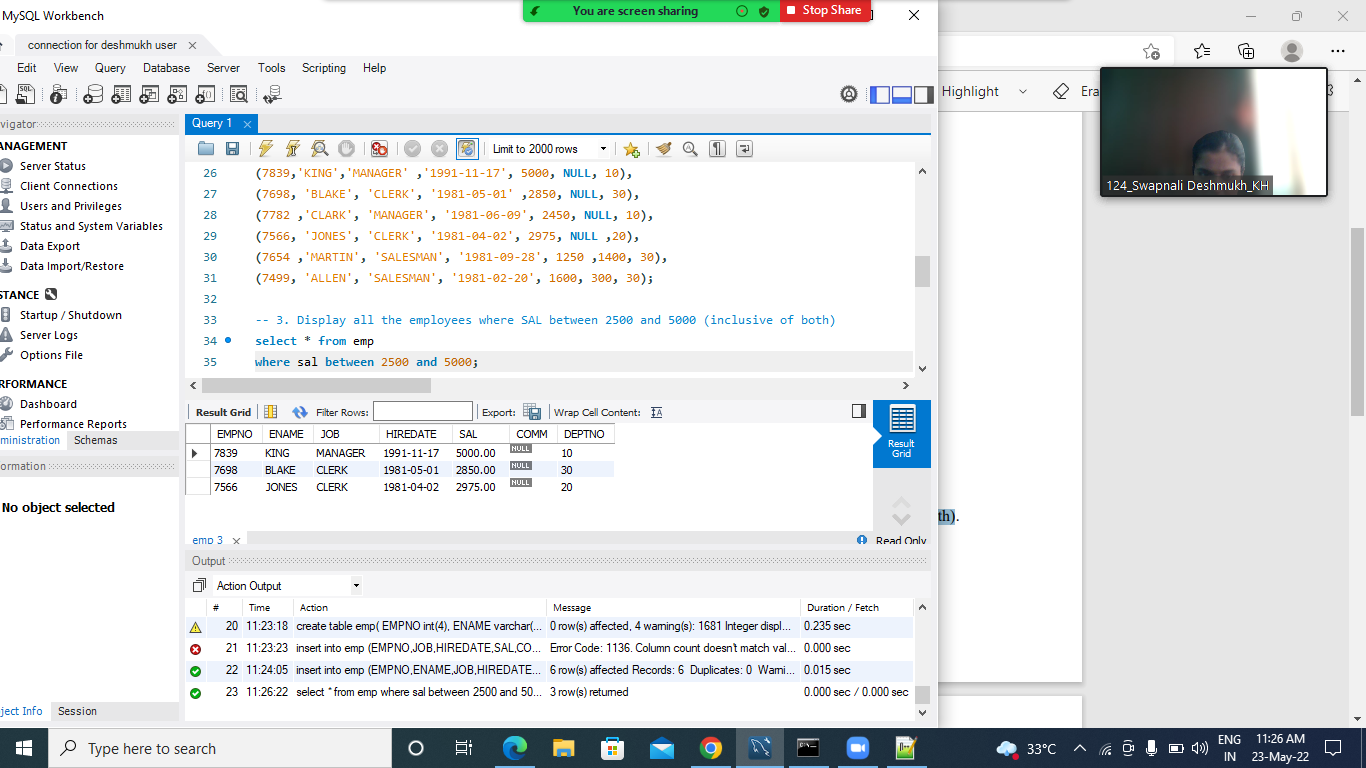 MySQL Workbench
You are screen sharing
Stop Share
connection for deshmukh user
Edit View Query Database Server Tools Scripting Help
Highlight
Era
124_Swapnali Deshmukh_KH
vigator
ANAGEMENT
Server Status
Client Connections
Users and Privileges
Status and System Variables
Data Export
Data Import/Restore
STANCE
Startup / Shutdown
Server Logs
Options File
RFORMANCE
Dashboard
Performance Reports
ministration Schemas
ormation
No object selected
ject Info Session
Query 1
Limit to 2000 rows
26 (7839,'KING','MANAGER' ,'1991-11-17', 5000, NULL, 10),
27 (7698, 'BLAKE', 'CLERK', '1981-05-01' ,2850, NULL, 30),
28 (7782 ,'CLARK', 'MANAGER', '1981-06-09', 2450, NULL, 10),
29 (7566, 'JONES', 'CLERK', '1981-04-02', 2975, NULL ,20),
30 (7654 ,'MARTIN', 'SALESMAN', '1981-09-28', 1250 ,1400, 30),
31 (7499, 'ALLEN', 'SALESMAN', '1981-02-20', 1600, 300, 30);
32
33 -- 3. Display all the employees where SAL between 2500 and 5000 (inclusive of both)
34 select * from emp
35 where sal between 2500 and 5000;
Result Grid Filter Rows: Export: Wrap Cell Content: IA
EMPNO ENAME JOB HIREDATE SAL COMM DEPTNO
7839 KING MANAGER 1991-11-17 5000.00 NULL 10
7698 BLAKE CLERK 1981-05-01 2850.00 NULL 30
7566 JONES CLERK 1981-04-02 2975.00 NULL 20
Result
Grid
th).
emp 3
Read Only
Output
Action Output
# Time Action Message Duration / Fetch
20 11:23:18 create table emp( EMPNO int(4), ENAME varchar(... 0 row(s) affected, 4 warning(s): 1681 Integer displ... 0.235 sec
21 11:23:23 insert into emp (EMPNO,JOB,HIREDATE,SAL,CO... Error Code: 1136. Column count doesn't match val... 0.000 sec
22 11:24:05 insert into emp (EMPNO,ENAME,JOB,HIREDATE... 6 row(s) affected Records: 6 Duplicates: 0 Warni... 0.015 sec
23 11:26:22 select * from emp where sal between 2500 and 50... 3 row(s) returned 0.000 sec / 0.000 sec
Type here to search
33°C
ENG
IN
11:26 AM
23-May-22